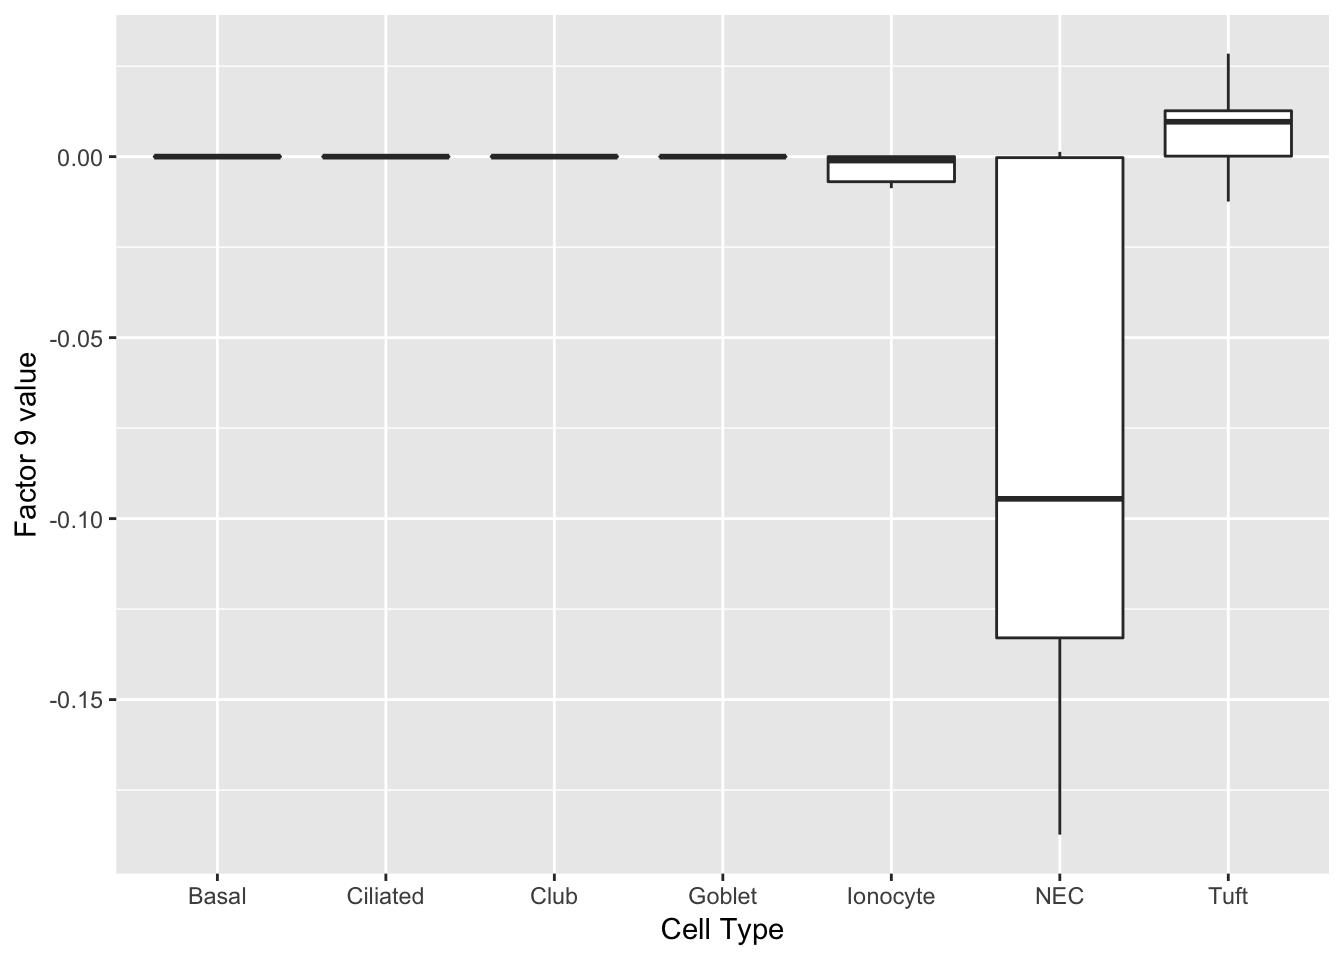 0.00
-0.05
-0.10
-0.15
Factor 9 value
Basal Ciliated Club Goblet Ionocyte NEC Tuft
Cell Type